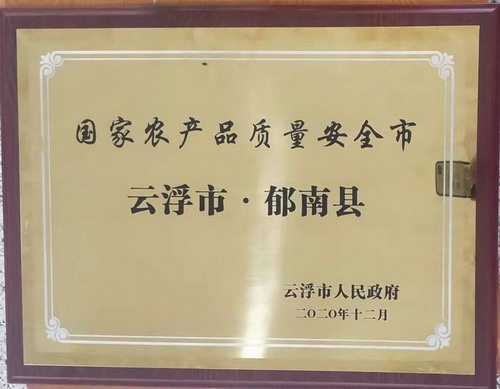 国家农产品质量安全市
云浮市·郁南县
云浮市人民政府
二〇二〇年十二月